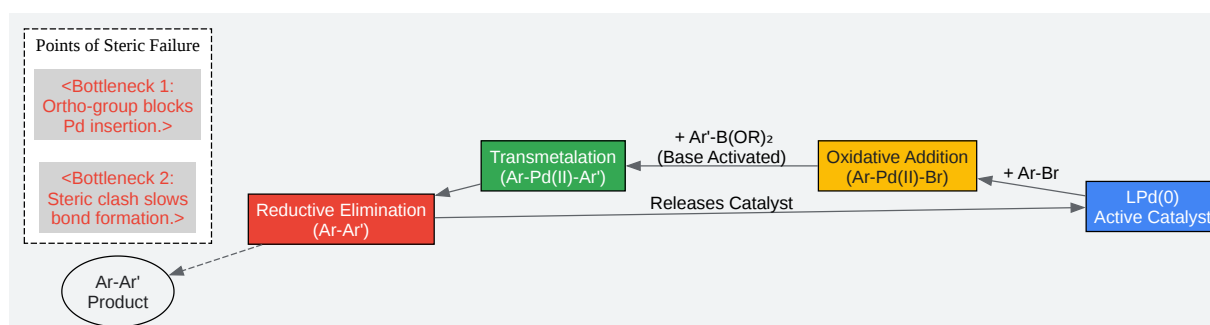 Points of Steric Failure
<Bottleneck 1:
Ortho-group blocks
Pd insertion.>
<Bottleneck 2:
Steric clash slows
bond formation.>
Ar-Ar'
Product
Reductive Elimination
(Ar-Ar')
Transmetalation
(Ar-Pd(II)-Ar')
+ Ar'-B(OR)₂
(Base Activated)
Oxidative Addition
(Ar-Pd(II)-Br)
+ Ar-Br
LPd(0)
Active Catalyst
Releases Catalyst